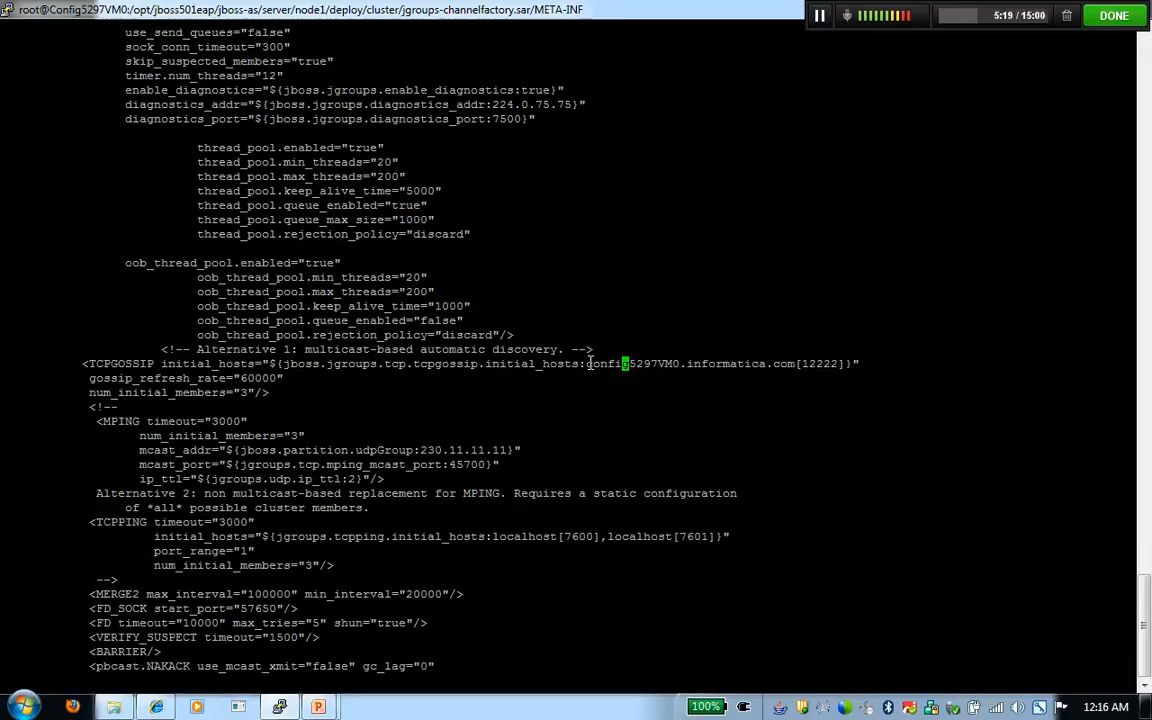 root@Config5297VM0:/opt/jboss501eap/jboss-as/server/node1/deploy/cluster/jgroups-channelfactory.sar/META-INF
5:19 / 15:00
DONE
use_send_queues="false"
sock_conn_timeout="300"
skip_suspected_members="true"
timer.num_threads="12"
enable_diagnostics="${jboss.jgroups.enable_diagnostics:true}"
diagnostics_addr="${jboss.jgroups.diagnostics_addr:224.0.75.75}"
diagnostics_port="${jboss.jgroups.diagnostics_port:7500}"
thread_pool.enabled="true"
thread_pool.min_threads="20"
thread_pool.max_threads="200"
thread_pool.keep_alive_time="5000"
thread_pool.queue_enabled="true"
thread_pool.queue_max_size="1000"
thread_pool.rejection_policy="discard"
oob_thread_pool.enabled="true"
oob_thread_pool.min_threads="20"
oob_thread_pool.max_threads="200"
oob_thread_pool.keep_alive_time="1000"
oob_thread_pool.queue_enabled="false"
oob_thread_pool.rejection_policy="discard"/>
<!-- Alternative 1: multicast-based automatic discovery. -->
<TCPGOSSIP initial_hosts="${jboss.jgroups.tcp.tcpgossip.initial_hosts:config5297VM0.informatica.com[12222]}"
gossip_refresh_rate="60000"
num_initial_members="3"/>
<!--
<MPING timeout="3000"
num_initial_members="3"
mcast_addr="${jboss.partition.udpGroup:230.11.11.11}"
mcast_port="${jgroups.tcp.mping_mcast_port:45700}"
ip_ttl="${jgroups.udp.ip_ttl:2}"/>
Alternative 2: non multicast-based replacement for MPING. Requires a static configuration
of *all* possible cluster members.
<TCPPING timeout="3000"
initial_hosts="${jgroups.tcpping.initial_hosts:localhost[7600],localhost[7601]}"
port_range="1"
num_initial_members="3"/>
-->
<MERGE2 max_interval="100000" min_interval="20000"/>
<FD_SOCK start_port="57650"/>
<FD timeout="10000" max_tries="5" shun="true"/>
<VERIFY_SUSPECT timeout="1500"/>
<BARRIER/>
<pbcast.NAKACK use_mcast_xmit="false" gc_lag="0"
100%
12:16 AM